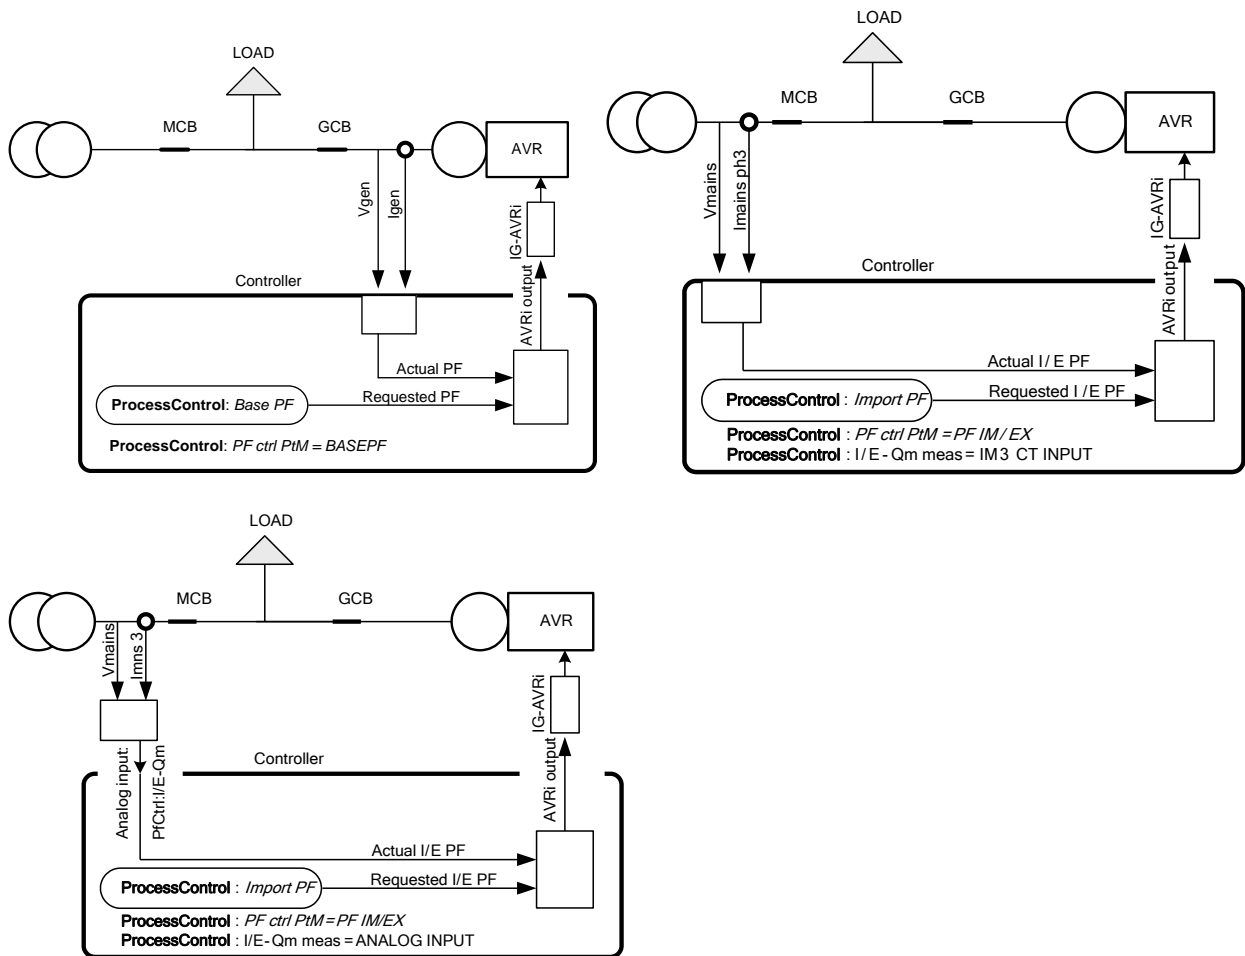 LOAD
MCB
GCB
AVR
Vgen
Igen
IG-AVRi
AVRi output
Controller
Actual PF
ProcessControl: Base PF
Requested PF
ProcessControl: PF ctrl PtM = BASEPF
LOAD
MCB
GCB
AVR
Vmains
Imains ph3
IG-AVRi
AVRi output
Controller
Actual I/ E PF
ProcessControl : Import PF
Requested I / E PF
ProcessControl : PF ctrl PtM = PF IM / EX
ProcessControl : I / E - Qm meas = IM3 CT INPUT
LOAD
MCB
GCB
AVR
Vmains
Imns 3
IG-AVRi
AVRi output
Analog input:
PfCtrl:I/E-Qm
Controller
Actual I/E PF
ProcessControl : Import PF
Requested I/E PF
ProcessControl : PF ctrl PtM = PF IM/EX
ProcessControl : I/E- Qm meas = ANALOG INPUT